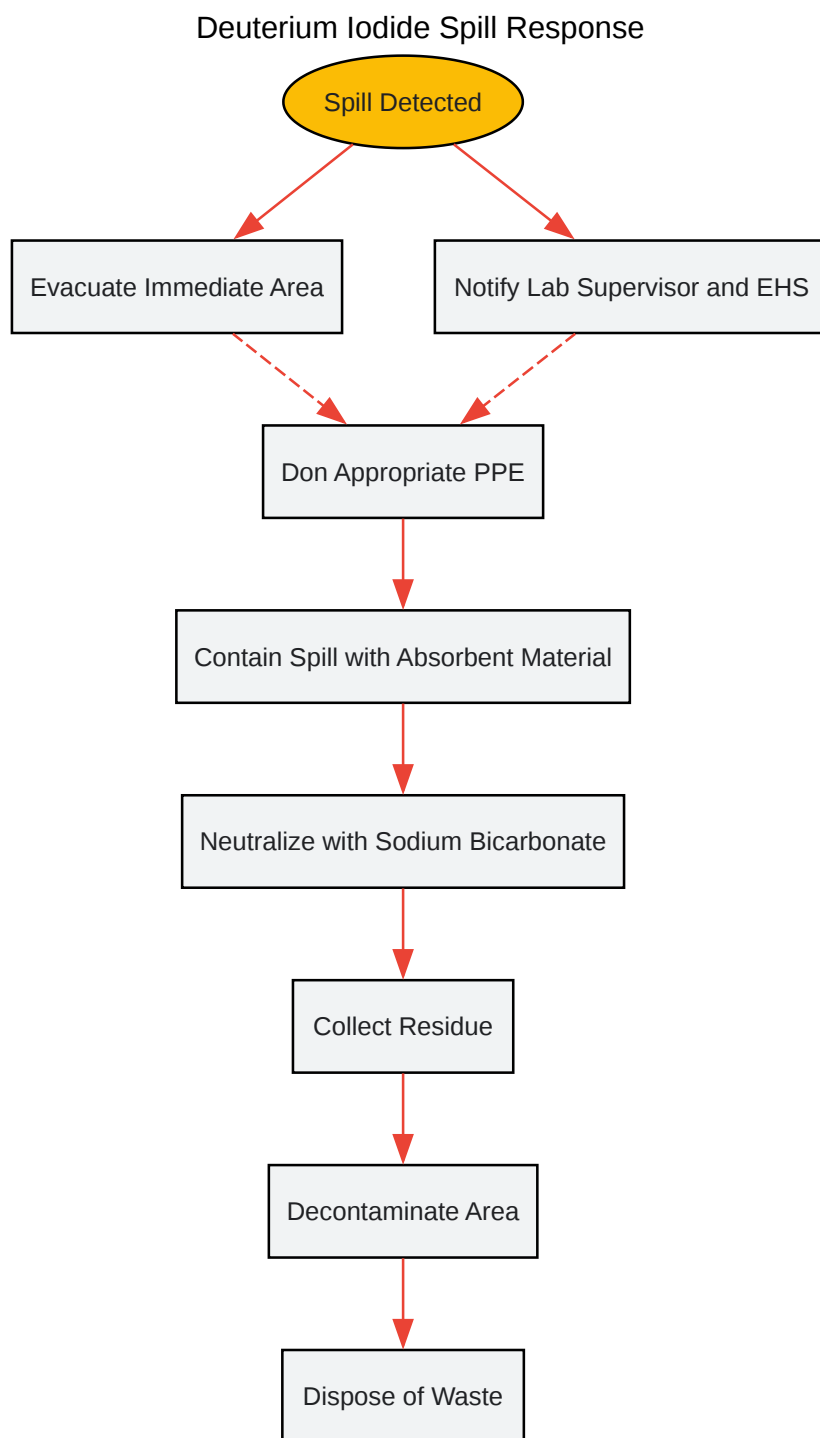 Deuterium Iodide Spill Response
Spill Detected
Evacuate Immediate Area
Notify Lab Supervisor and EHS
Don Appropriate PPE
Contain Spill with Absorbent Material
Neutralize with Sodium Bicarbonate
Collect Residue
Decontaminate Area
Dispose of Waste